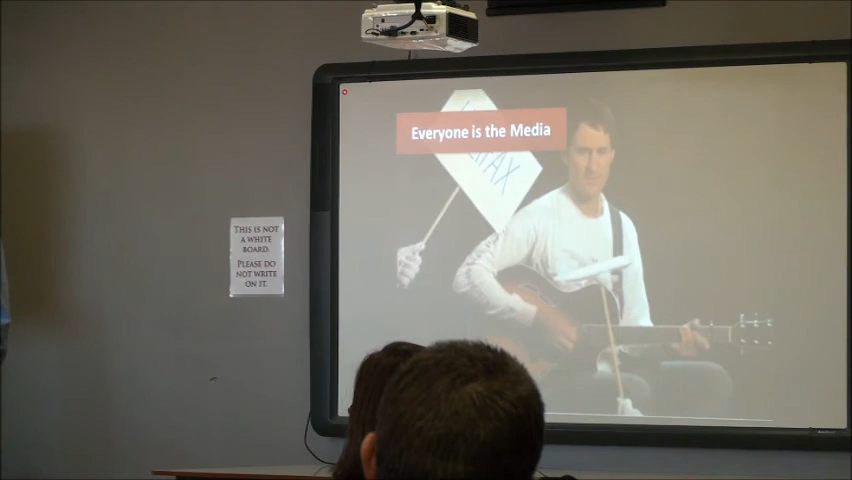 Everyone is the Media
THIS IS NOT
A WHITE
BOARD.
PLEASE DO
NOT WRITE
ON IT.